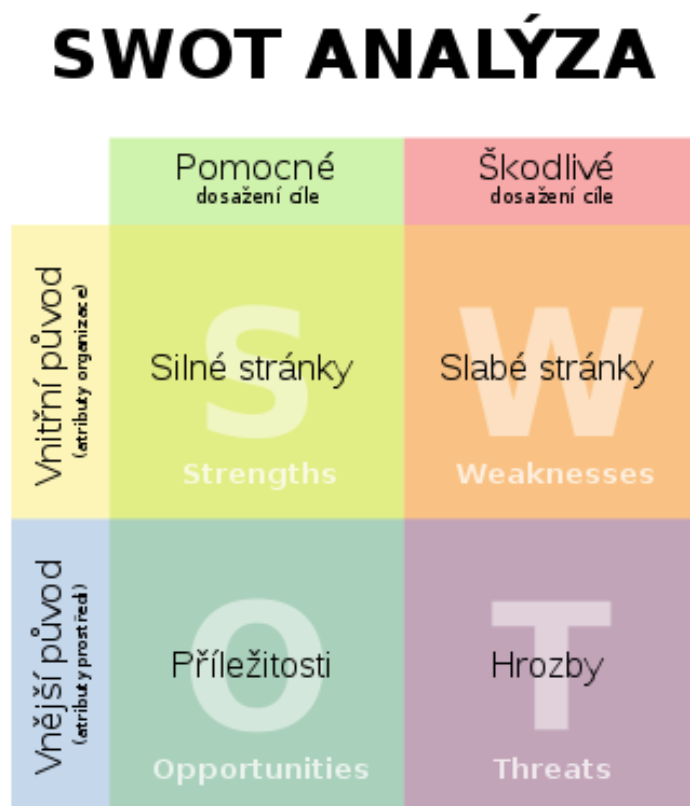 SWOT ANALÝZA
Pomocné
dosažení cíle
Škodlivé
dosažení cíle
Vnitřní původ
(atributy organizace)
S
Silné stránky
Strengths
W
Slabé stránky
Weaknesses
Vnější původ
(atributy prostředí)
O
Příležitosti
Opportunities
T
Hrozby
Threats